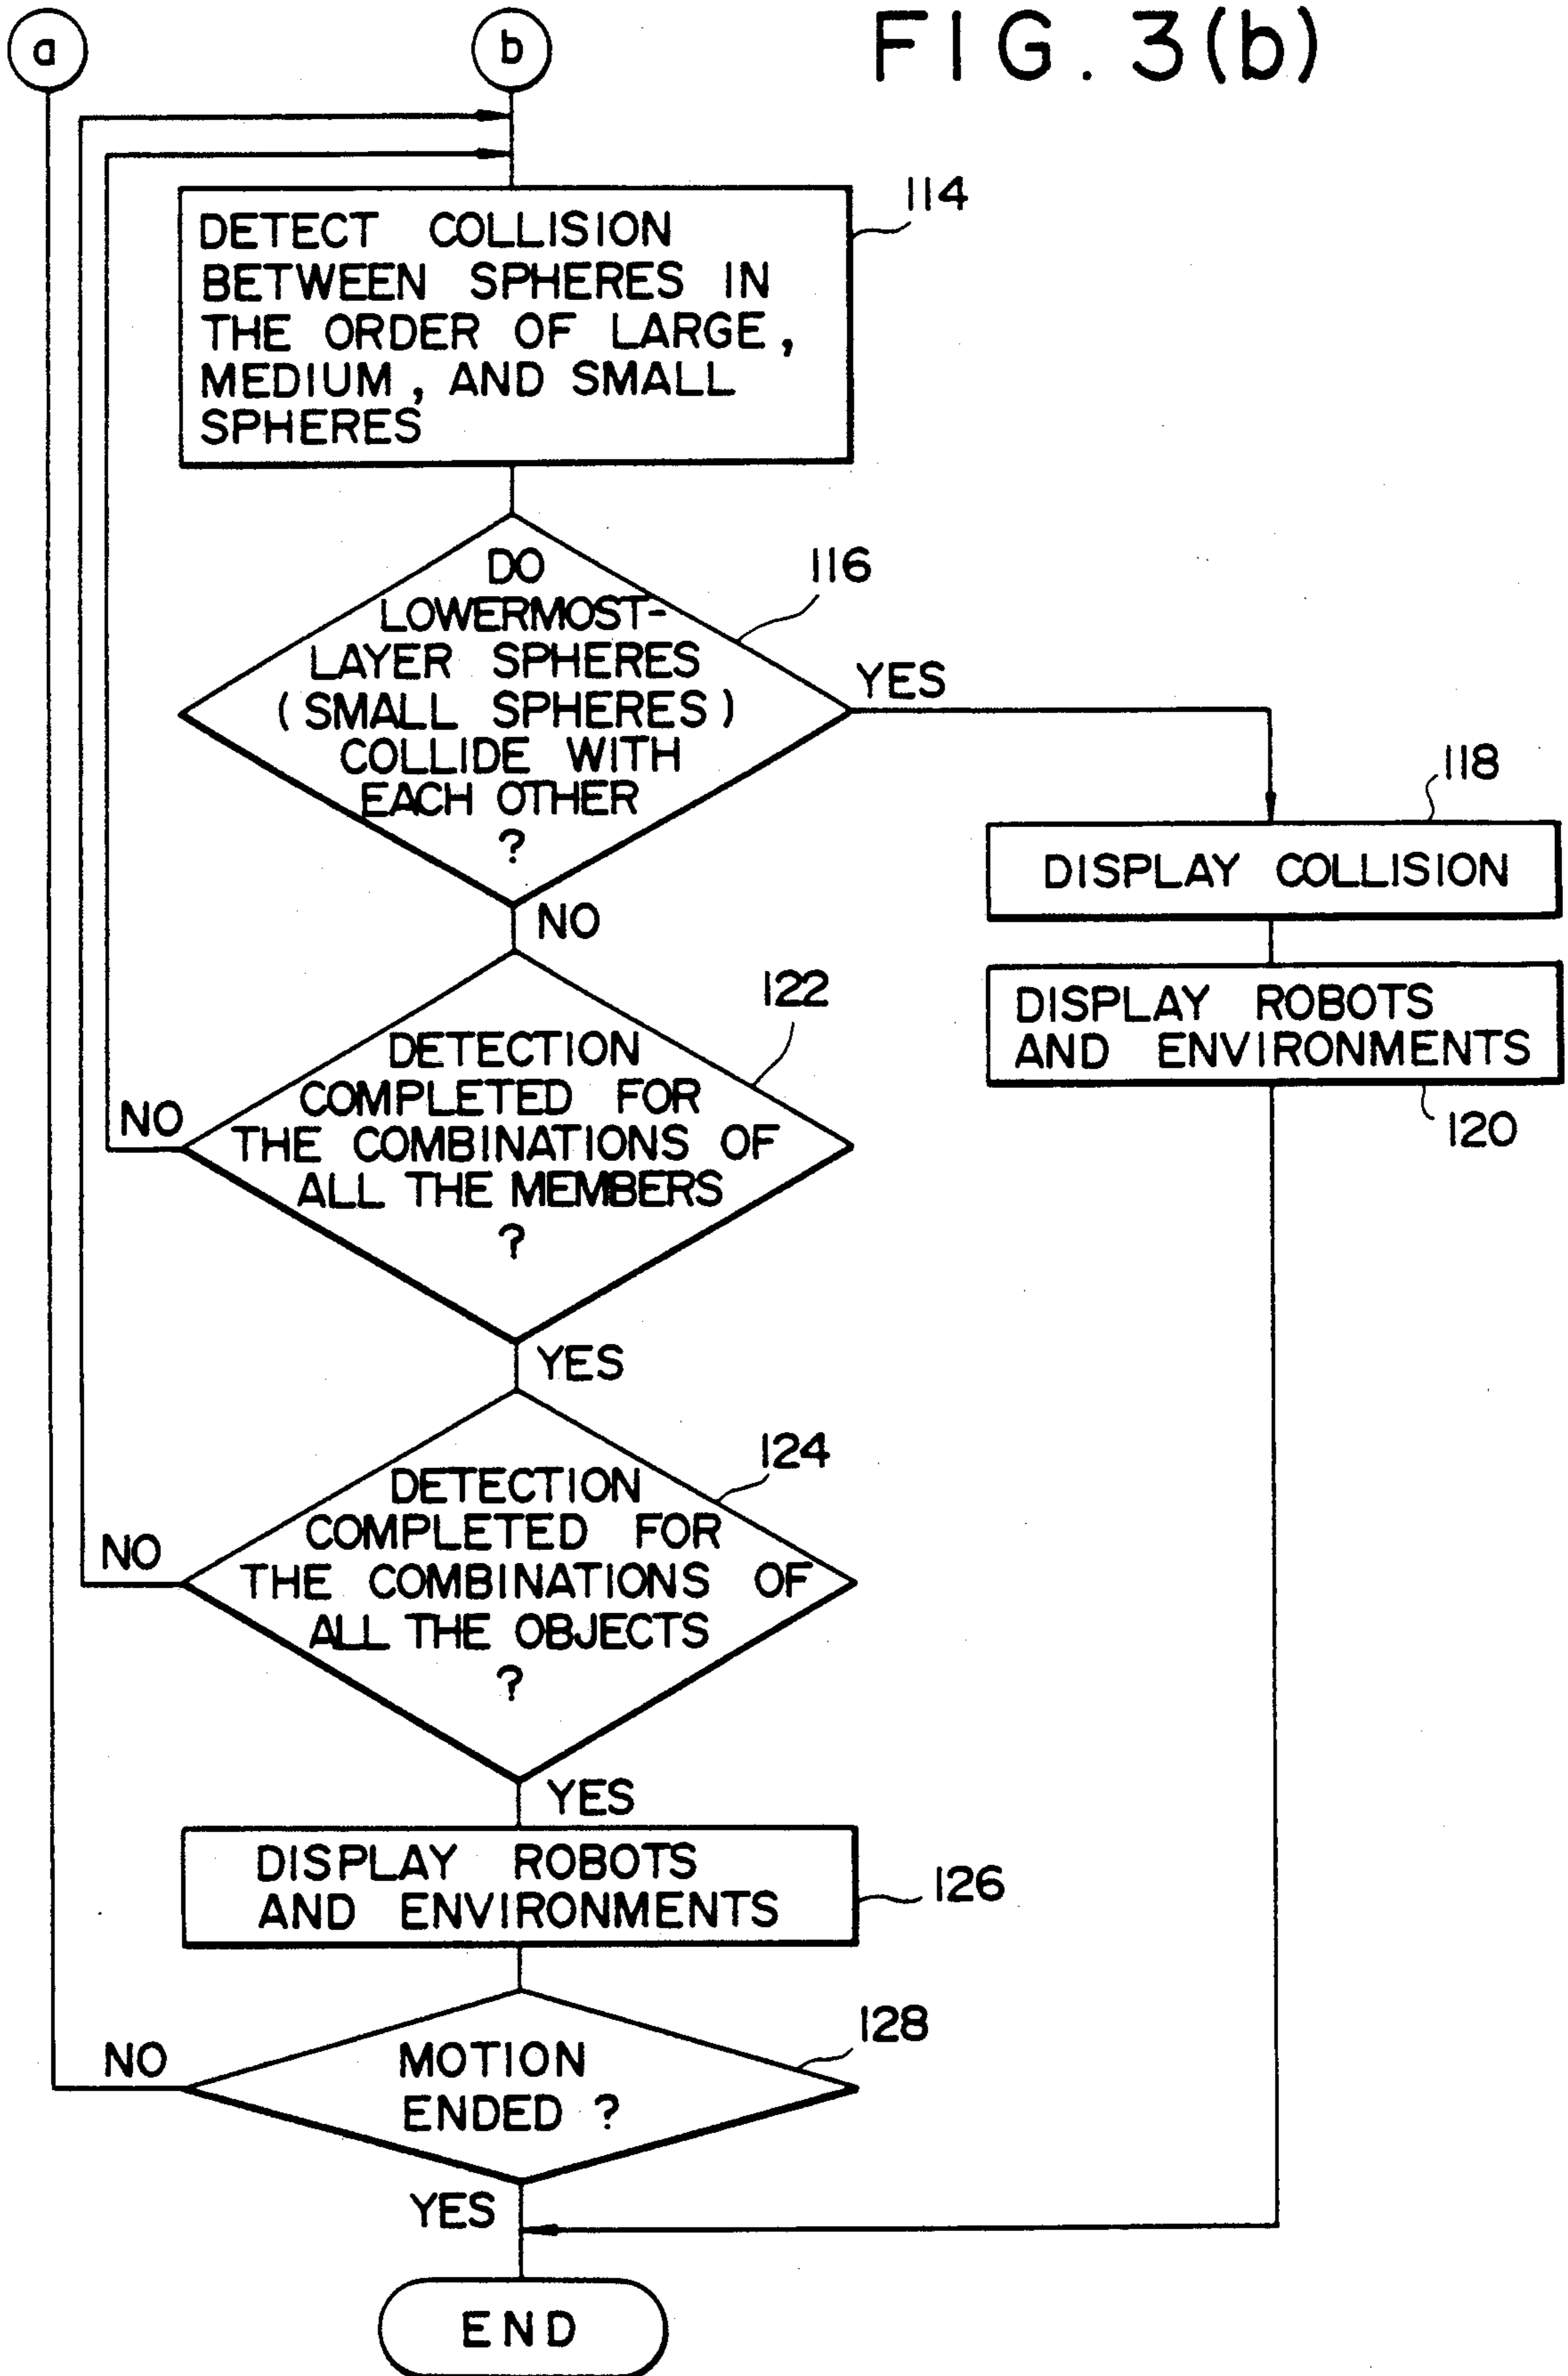 a
b
FIG. 3(b)
114
DETECT COLLISION
BETWEEN SPHERES IN
THE ORDER OF LARGE,
MEDIUM, AND SMALL
SPHERES
116
DO
LOWERMOST-
LAYER SPHERES
(SMALL SPHERES)
COLLIDE WITH
EACH OTHER
?
YES
NO
118
DISPLAY COLLISION
DISPLAY ROBOTS
AND ENVIRONMENTS
120
122
DETECTION
COMPLETED FOR
THE COMBINATIONS OF
ALL THE MEMBERS
?
NO
YES
124
DETECTION
COMPLETED FOR
THE COMBINATIONS OF
ALL THE OBJECTS
?
NO
YES
DISPLAY ROBOTS
AND ENVIRONMENTS
126
128
MOTION
ENDED ?
NO
YES
END